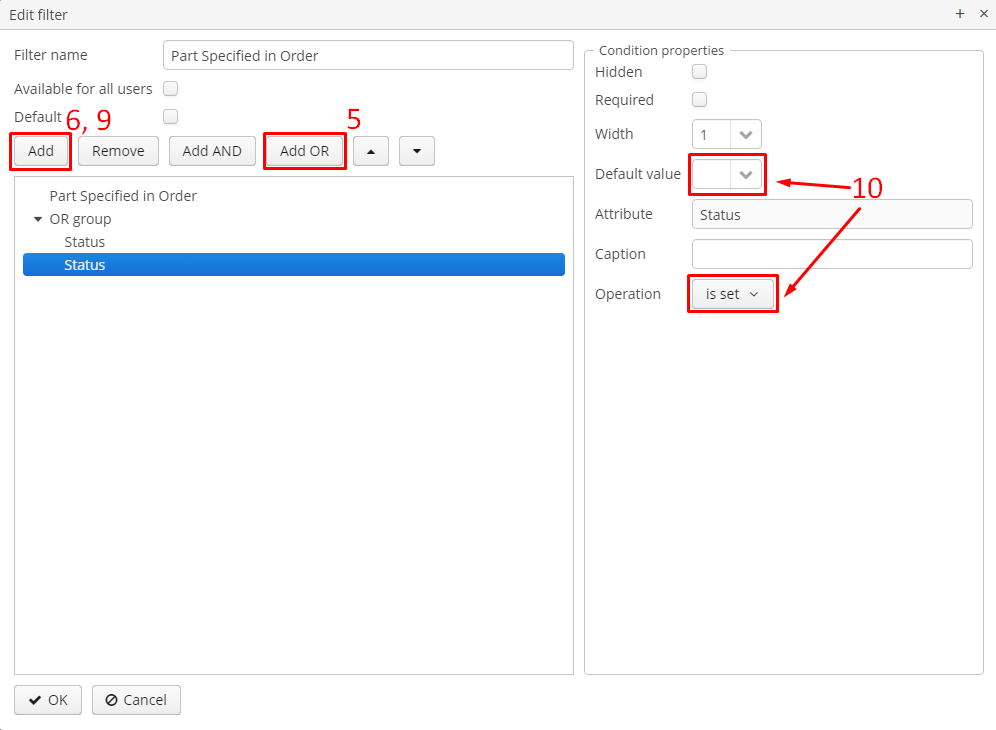 Edit filter + ×
Filter name Part Specified in Order
Available for all users
Default
6, 9 5
Add Remove Add AND Add OR
Part Specified in Order
OR group
Status
Status
Condition properties
Hidden
Required
Width 1
Default value
10
Attribute Status
Caption
Operation is set
OK Cancel